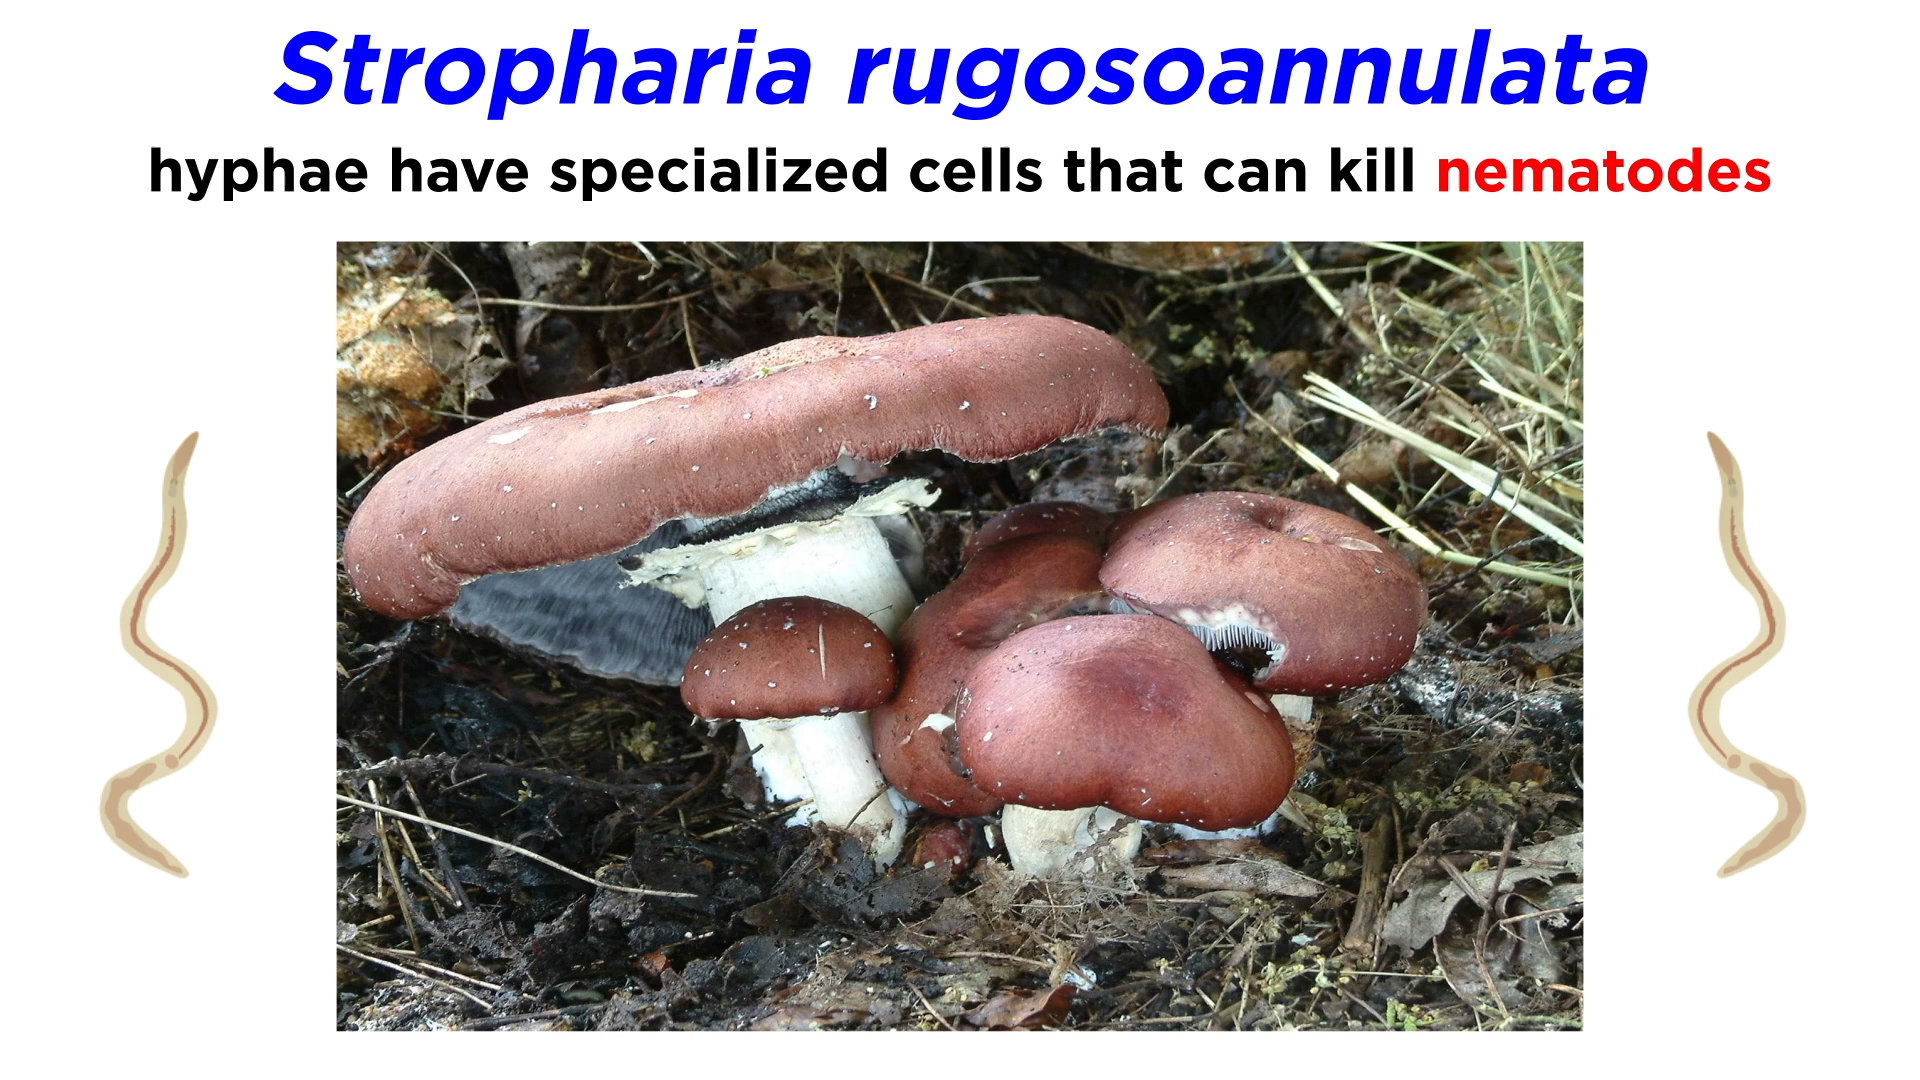 Stropharia rugosoannulata
hyphae have specialized cells that can kill nematodes